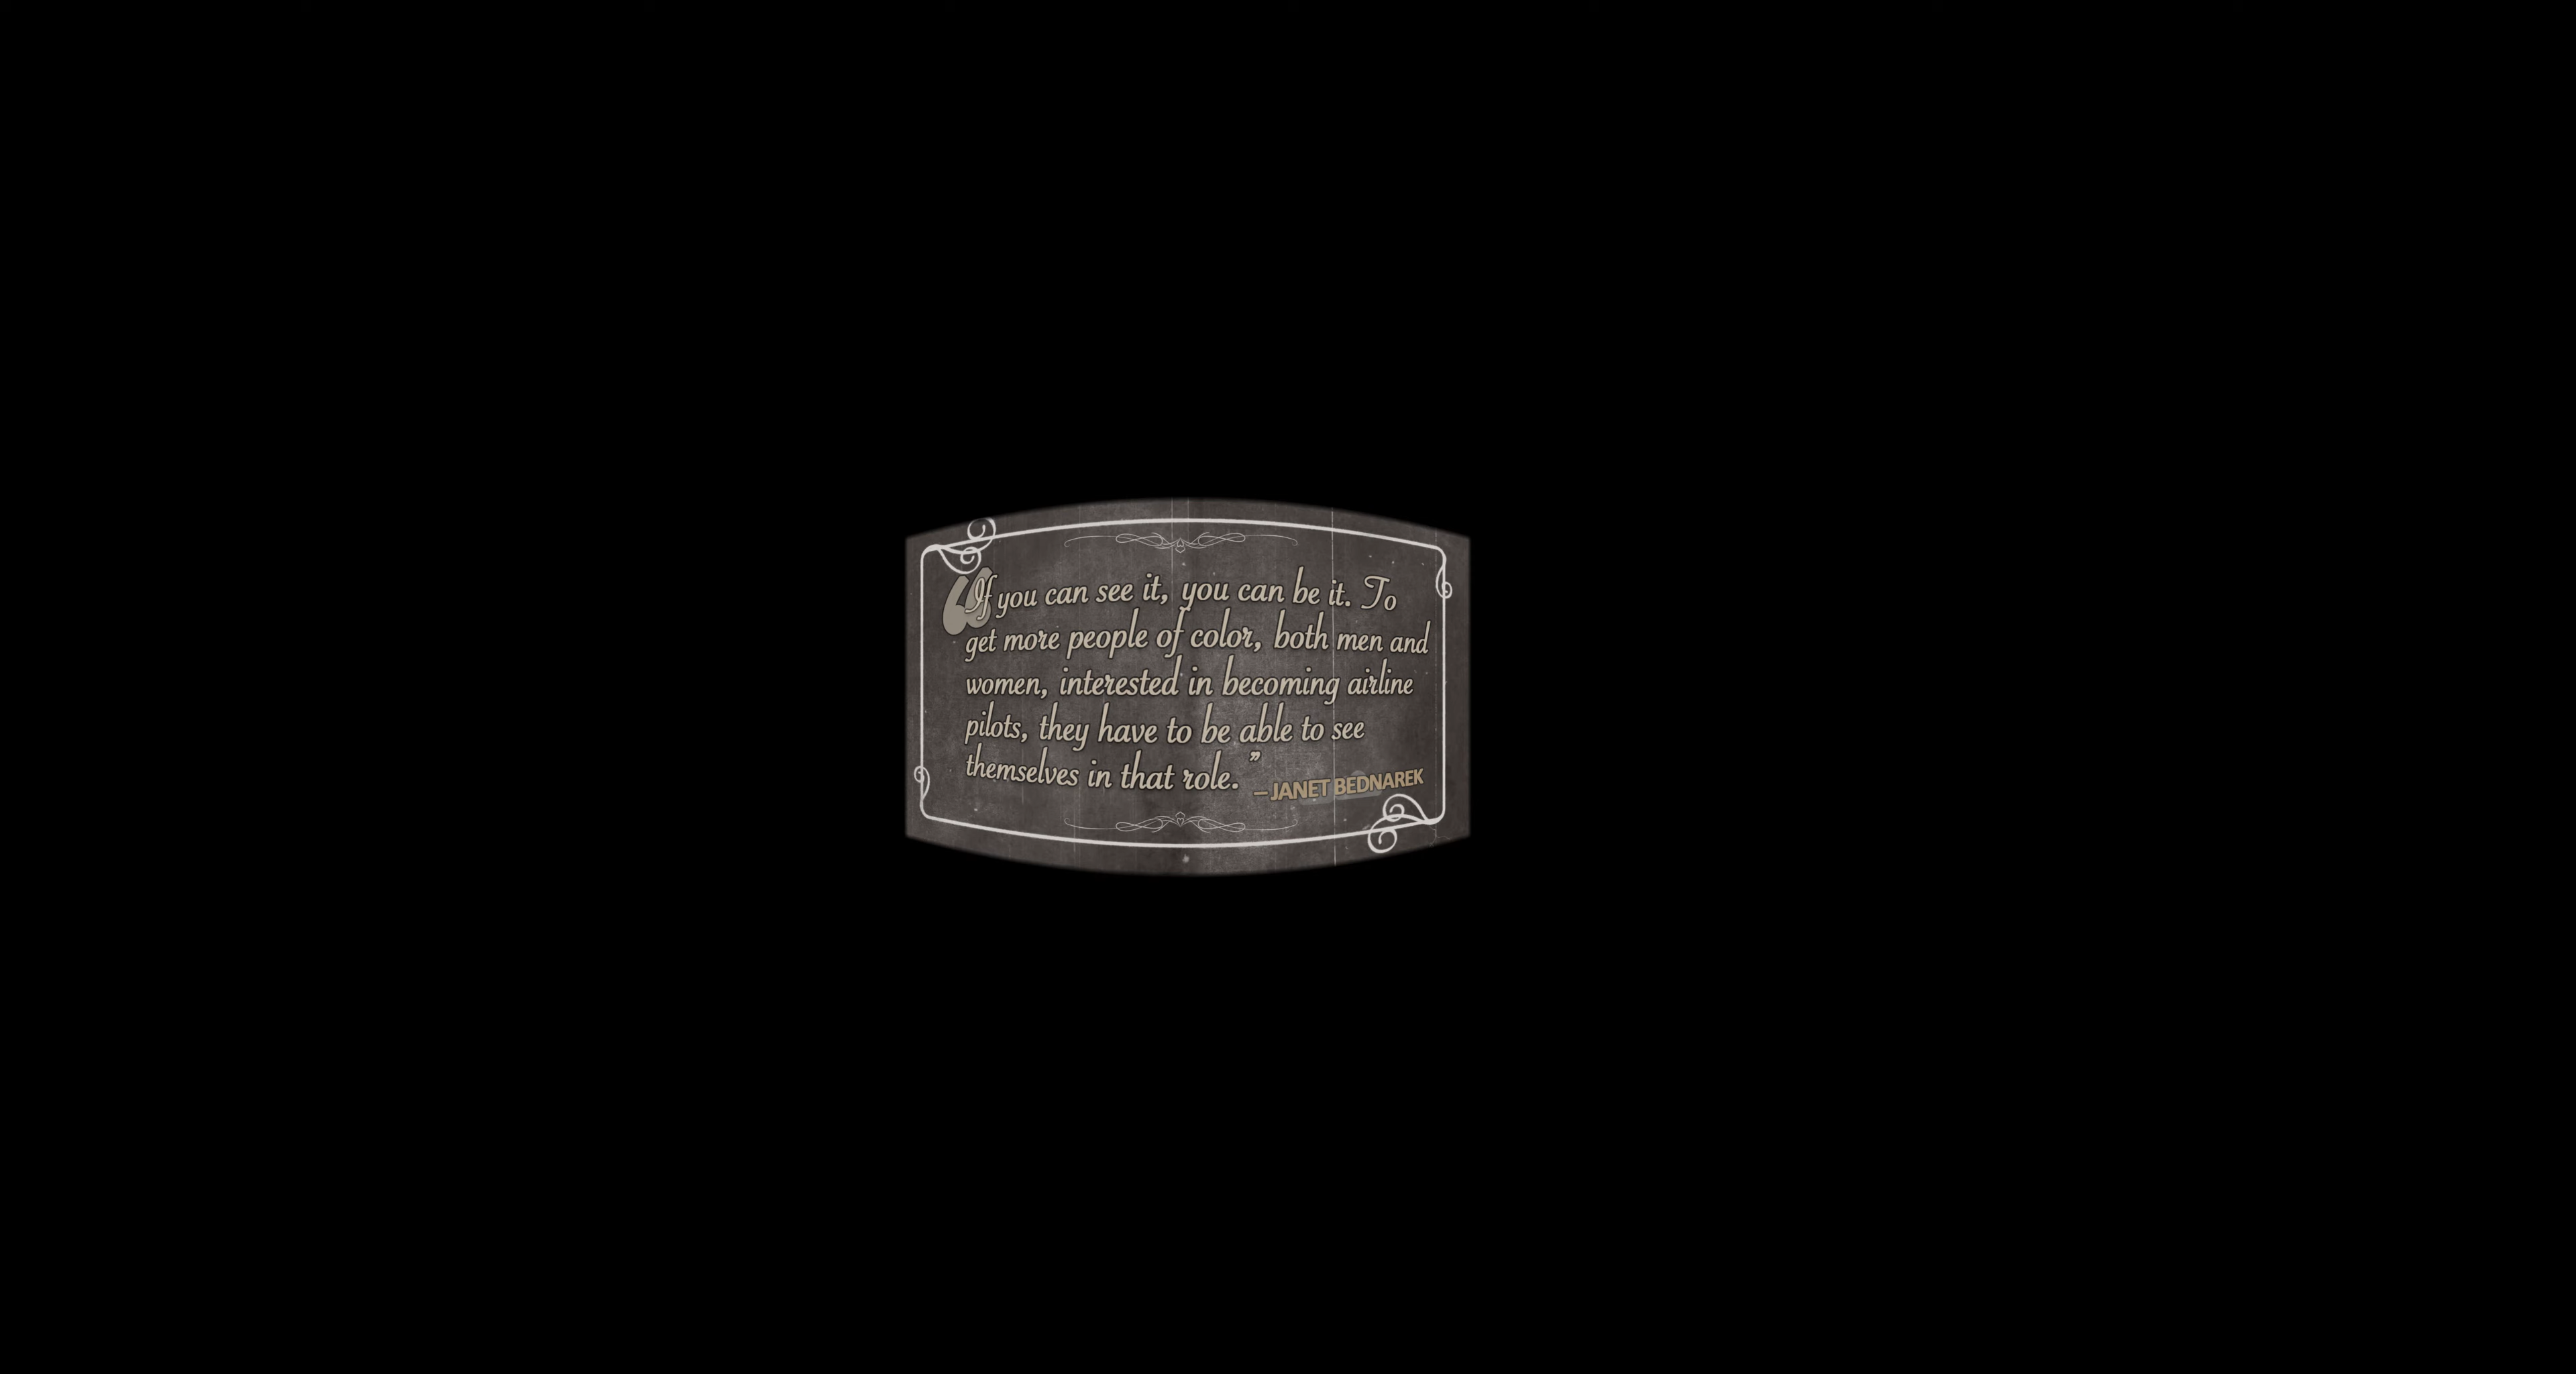 “If you can see it, you can be it. To
get more people of color, both men and
women, interested in becoming airline
pilots, they have to be able to see
themselves in that role.”
– JANET BEDNAREK